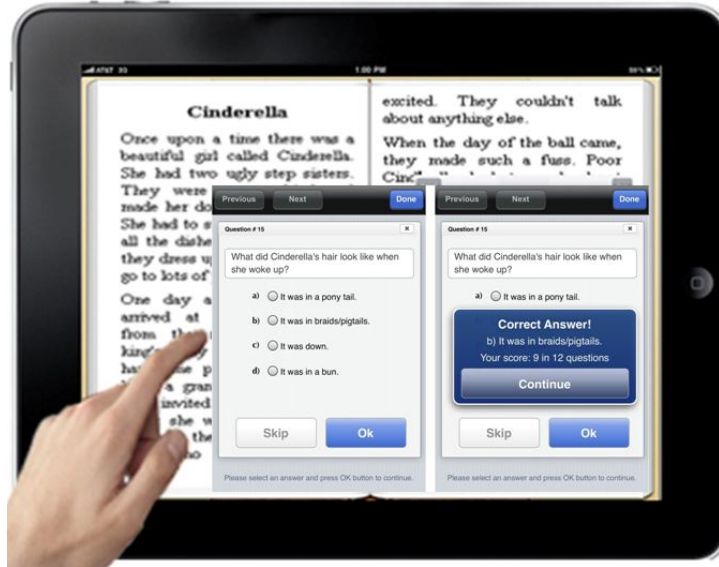 AT&T 3G 1:00 PM
Cinderella
Once upon a time there was a
beautiful girl called Cinderella.
She had two ugly step sisters.
They were
made her do
She had to
all the dishe
they dress u
go to lots of
One day a
arrived at
from the
king's
ha p
a gran
invited
she w
the
ho
excited. They couldn't talk
about anything else.
When the day of the ball came,
they made such a fuss. Poor
Previous Next Done
Question # 15
What did Cinderella's hair look like when
she woke up?
a) It was in a pony tail.
b) It was in braids/pigtails.
c) It was down.
d) It was in a bun.
Skip Ok
Please select an answer and press OK button to continue.
Previous Next Done
Question # 15
What did Cinderella's hair look like when
she woke up?
a) It was in a pony tail.
Correct Answer!
b) It was in braids/pigtails.
Your score: 9 in 12 questions
Continue
Skip Ok
Please select an answer and press OK button to continue.